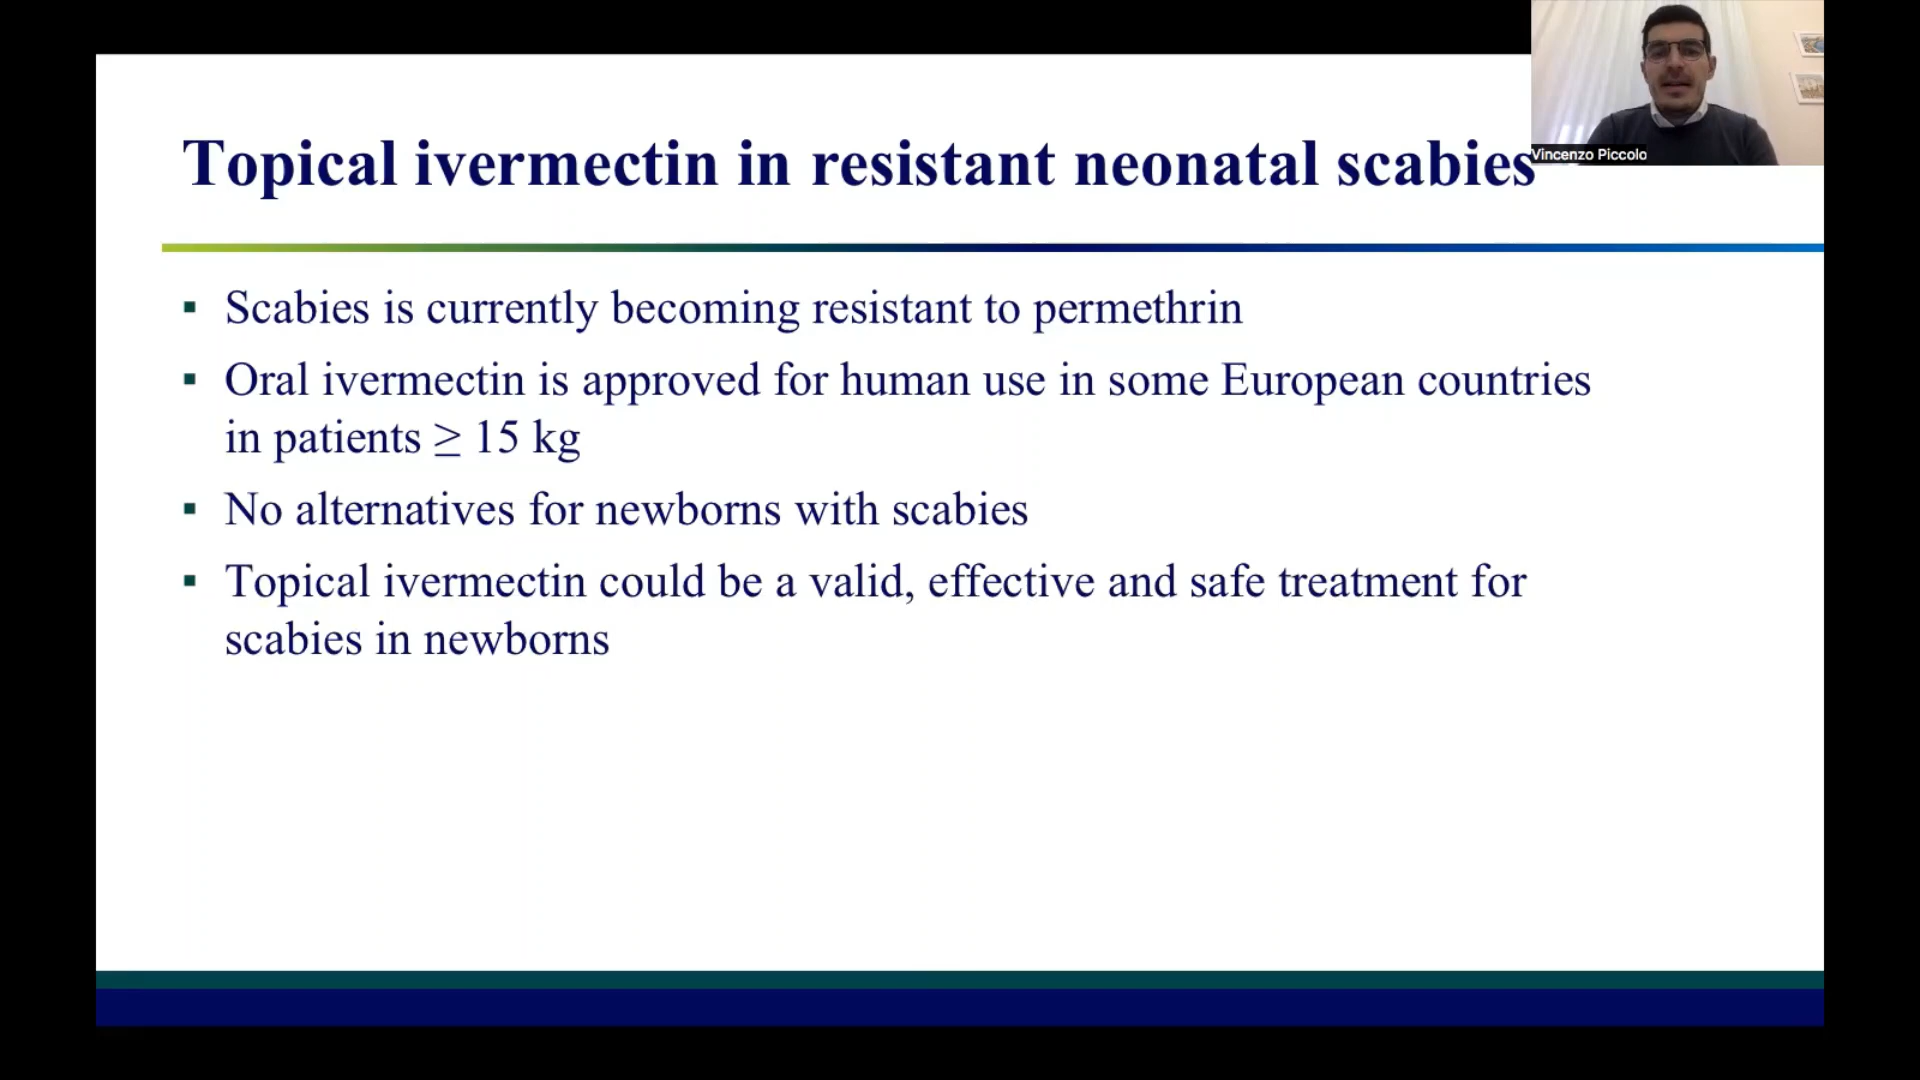 Topical ivermectin in resistant neonatal scabies
Vincenzo Piccolo
▪ Scabies is currently becoming resistant to permethrin
▪ Oral ivermectin is approved for human use in some European countries
in patients ≥ 15 kg
▪ No alternatives for newborns with scabies
▪ Topical ivermectin could be a valid, effective and safe treatment for
scabies in newborns